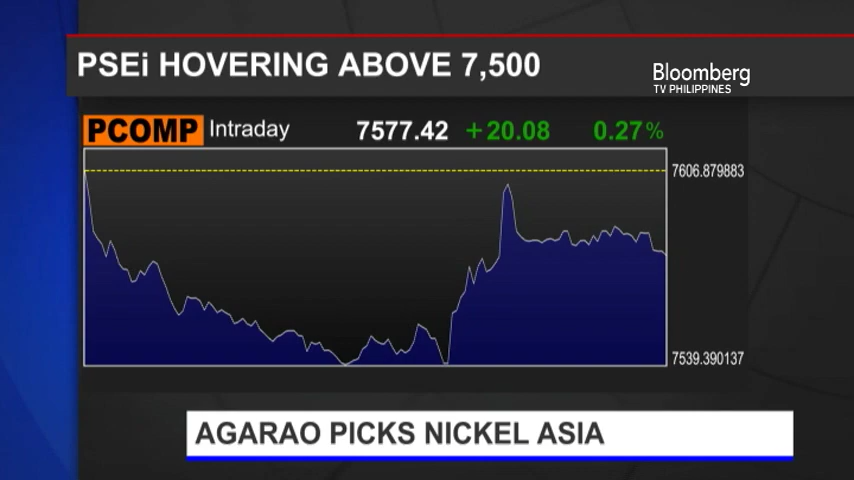 PSEi HOVERING ABOVE 7,500
Bloomberg
TV PHILIPPINES
PCOMP Intraday 7577.42 +20.08 0.27%
7606.879883
7539.390137
AGARAO PICKS NICKEL ASIA